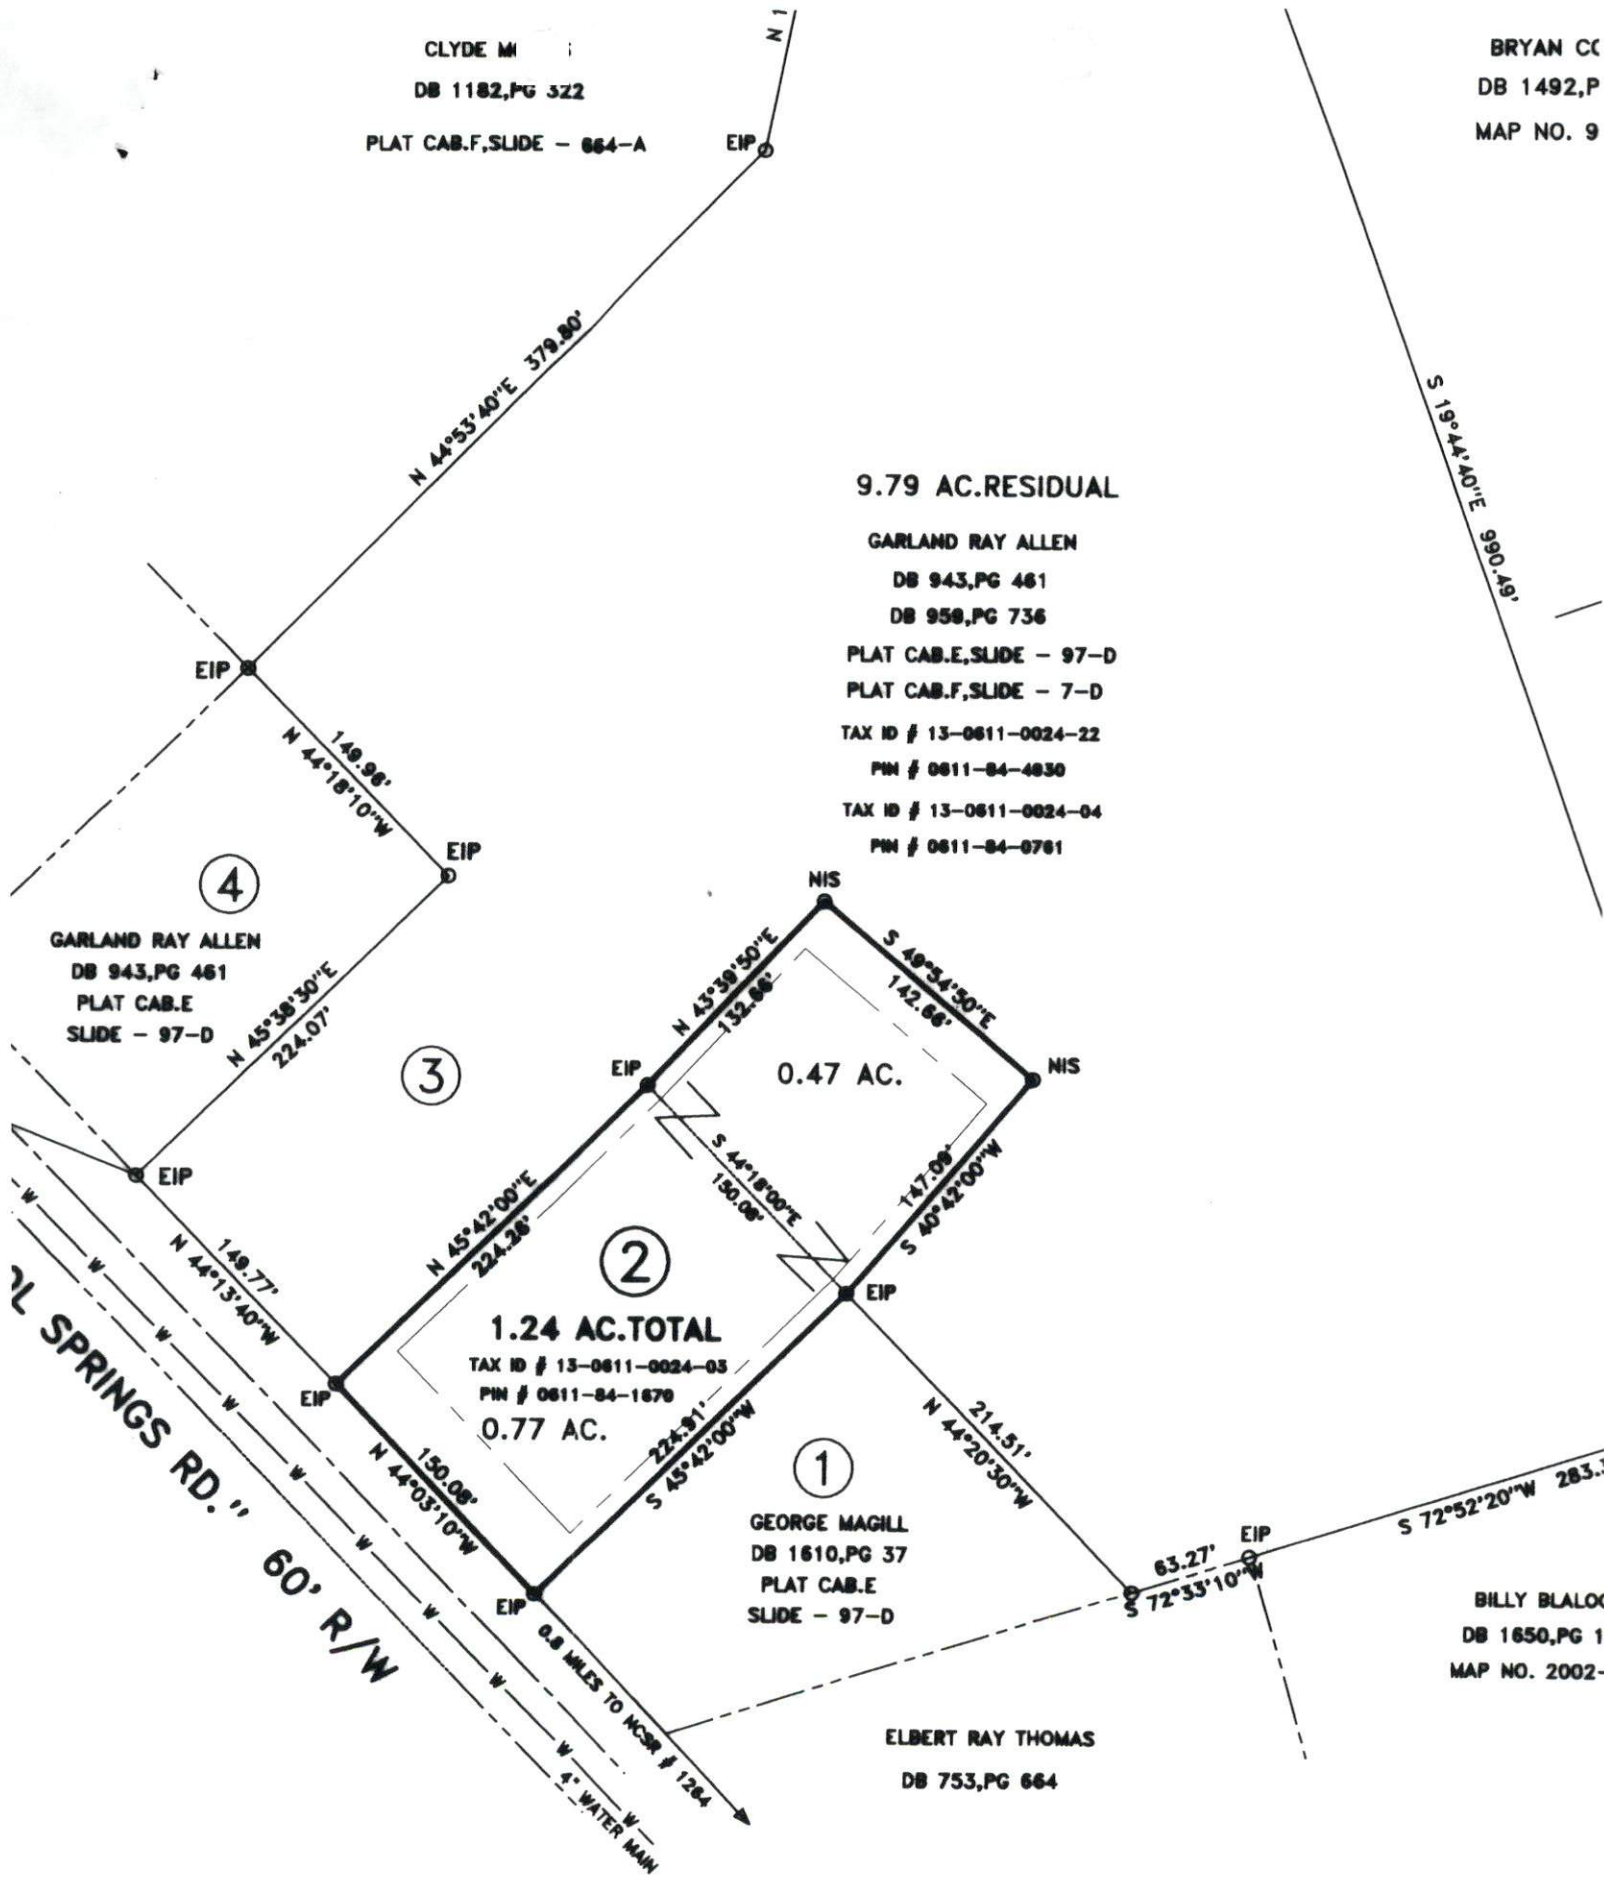 N 1
CLYDE
DB 1182,PG 322
PLAT CAB.F,SLIDE - 664-A
EIP
BRYAN
DB 1492,P
MAP NO. 9
N 44°53'40"E 379.80'
S 19°44'40"E 990.49'
9.79 AC.RESIDUAL
GARLAND RAY ALLEN
DB 943,PG 461
DB 959,PG 736
PLAT CAB.E,SLIDE - 97-D
PLAT CAB.F,SLIDE - 7-D
TAX ID # 13-0611-0024-22
PIN # 0611-84-4830
TAX ID # 13-0611-0024-04
PIN # 0611-84-0761
EIP
149.96'
N 44°18'10"W
EIP
4
GARLAND RAY ALLEN
DB 943,PG 461
PLAT CAB.E
SLIDE - 97-D
N 45°38'30"E
224.07'
3
NIS
N 43°39'50"E
132.66'
S 49°54'50"E
142.66'
NIS
EIP
0.47 AC.
S 44°18'00"E
150.08'
147.09'
S 40°42'00"W
EIP
EIP
149.77'
N 44°13'40"W
N 45°42'00"E
224.26'
2
1.24 AC.TOTAL
TAX ID # 13-0611-0024-03
PIN # 0611-84-1670
0.77 AC.
EIP
150.08'
N 44°03'10"W
224.91'
S 45°42'00"W
EIP
1
GEORGE MAGILL
DB 1610,PG 37
PLAT CAB.E
SLIDE - 97-D
214.51'
N 44°20'30"W
63.27'
S 72°33'10"W
EIP
S 72°52'20"W 283.3
BILLY BLALOC
DB 1650,PG 1
MAP NO. 2002-
ELBERT RAY THOMAS
DB 753,PG 664
OL SPRINGS RD." 60' R/W
W W W W W W W W W W
0.8 MILES TO NCSR # 1264
4" WATER MAIN